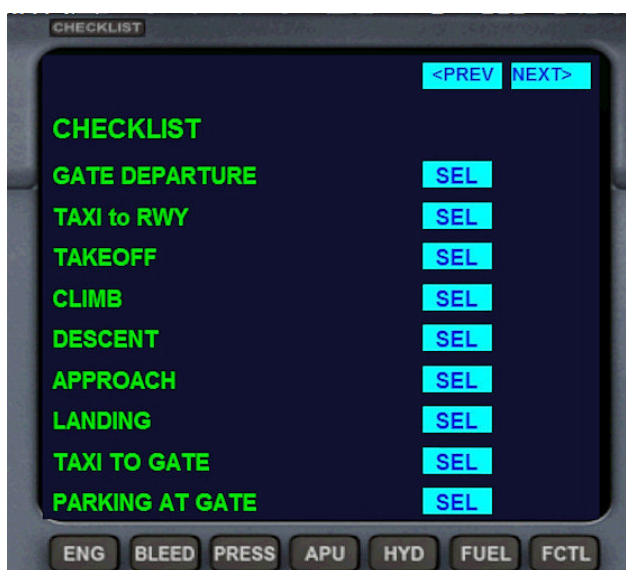 CHECKLIST
<PREV NEXT>
CHECKLIST
GATE DEPARTURE SEL
TAXI to RWY SEL
TAKEOFF SEL
CLIMB SEL
DESCENT SEL
APPROACH SEL
LANDING SEL
TAXI TO GATE SEL
PARKING AT GATE SEL
ENG BLEED PRESS APU HYD FUEL FCTL